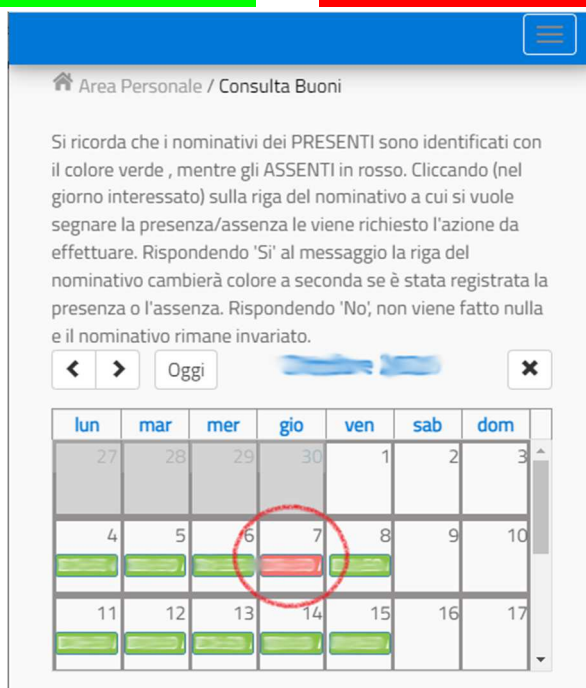 Area Personale / Consulta Buoni
Si ricorda che i nominativi dei PRESENTI sono identificati con
il colore verde , mentre gli ASSENTI in rosso. Cliccando (nel
giorno interessato) sulla riga del nominativo a cui si vuole
segnare la presenza/assenza le viene richiesto l'azione da
effettuare. Rispondendo 'Si' al messaggio la riga del
nominativo cambierà colore a seconda se è stata registrata la
presenza o l'assenza. Rispondendo 'No', non viene fatto nulla
e il nominativo rimane invariato.
Oggi
lun mar mer gio ven sab dom
27 28 29 30 1 2 3
4 5 6 7 8 9 10
11 12 13 14 15 16 17